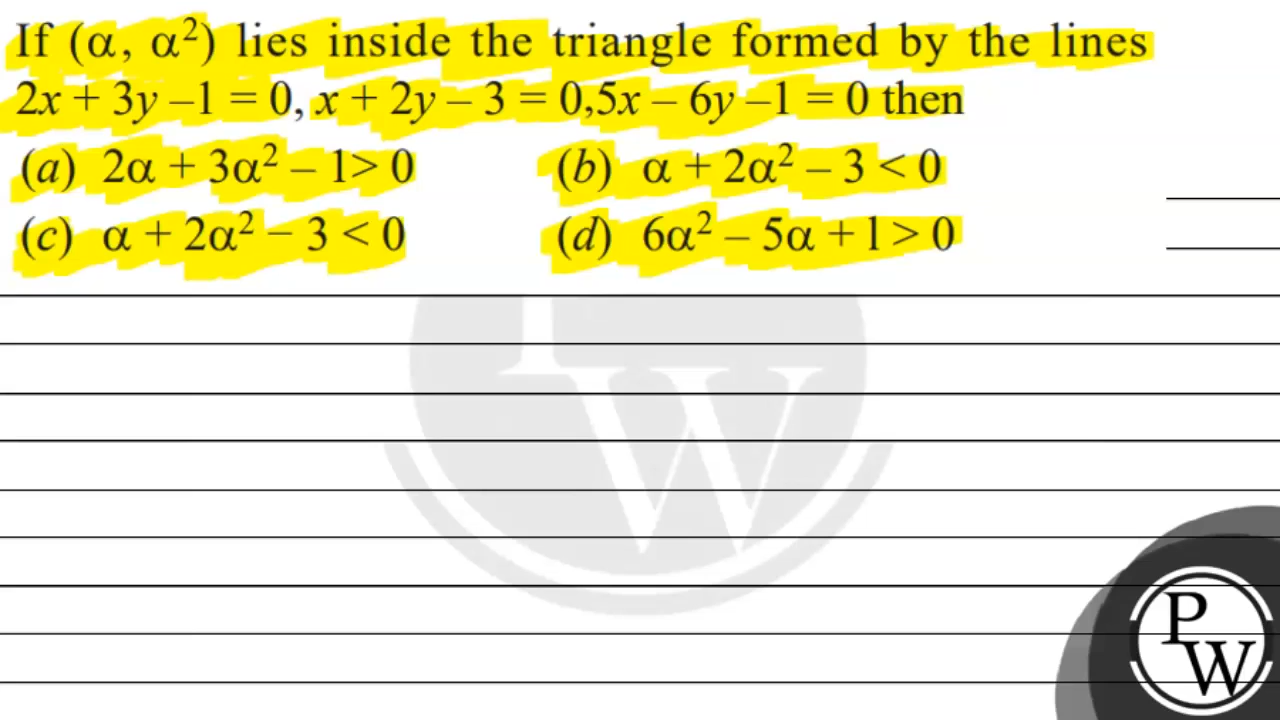 If (α, α²) lies inside the triangle formed by the lines
2x + 3y –1 = 0, x + 2y – 3 = 0,5x – 6y –1 = 0 then
(a) 2α + 3α² – 1> 0 (b) α + 2α² – 3 < 0
(c) α + 2α² − 3 < 0 (d) 6α² – 5α + 1 > 0
PW
PW